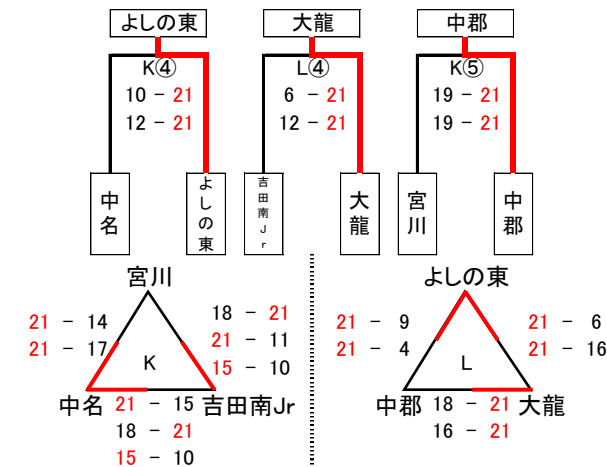 よしの東 大龍 中郡
K④ L④ K⑤
10 - 21 6 - 21 19 - 21
12 - 21 12 - 21 19 - 21
中名 よしの東 吉田南Jr 大龍 宮川 中郡
宮川 よしの東
21 - 14 18 - 21 21 - 9 21 - 6
21 - 17 21 - 11 21 - 4 21 - 16
K 15 - 10 L
中名 21 - 15 吉田南Jr 中郡 18 - 21 大龍
18 - 21 16 - 21
15 - 10